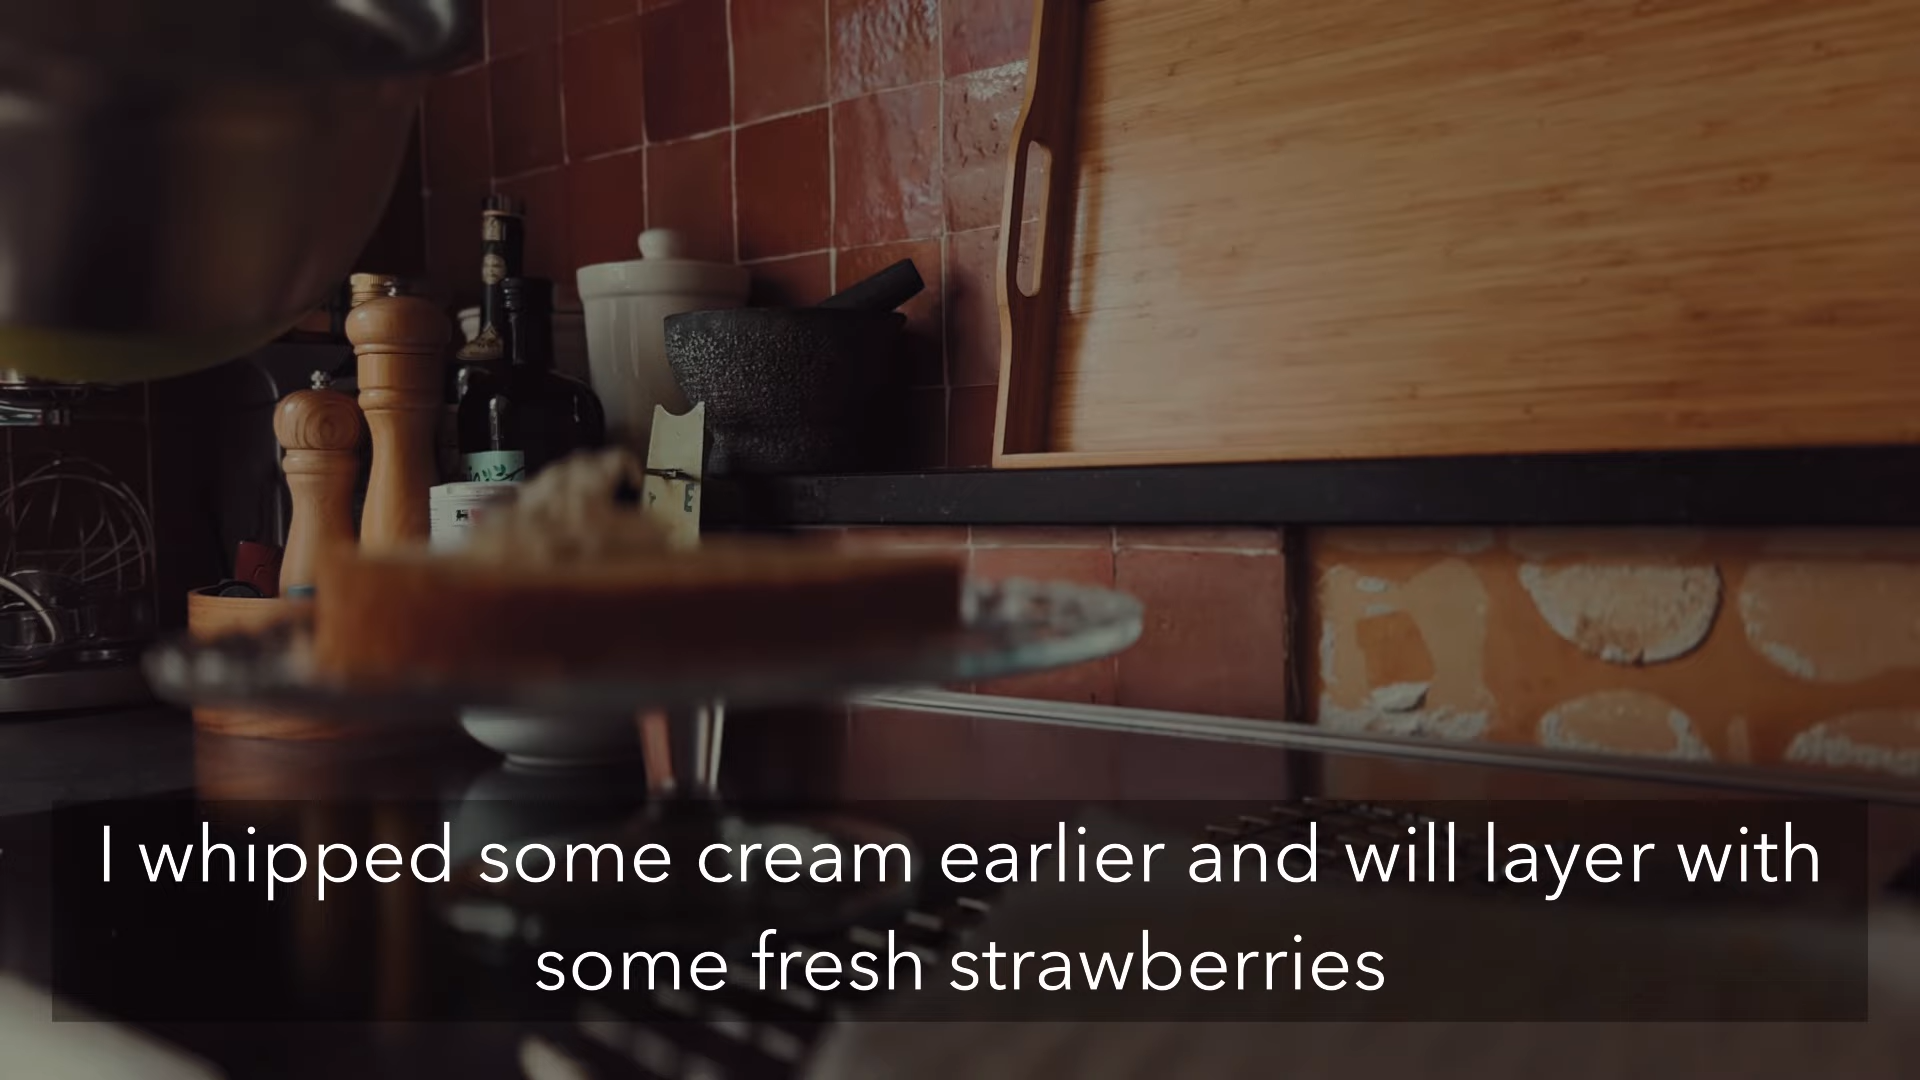 I whipped some cream earlier and will layer with
some fresh strawberries